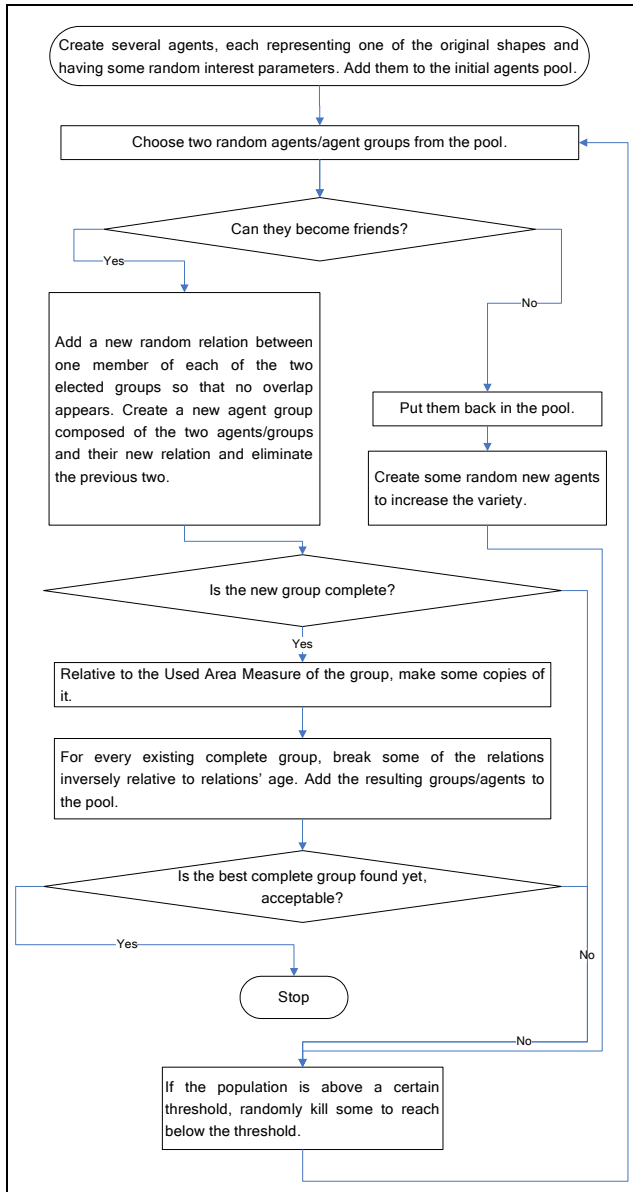 Create several agents, each representing one of the original shapes and
having some random interest parameters. Add them to the initial agents pool.
Choose two random agents/agent groups from the pool.
Can they become friends?
Yes
No
Add a new random relation between
one member of each of the two
elected groups so that no overlap
appears. Create a new agent group
composed of the two agents/groups
and their new relation and eliminate
the previous two.
Put them back in the pool.
Create some random new agents
to increase the variety.
Is the new group complete?
Yes
Relative to the Used Area Measure of the group, make some copies of
it.
For every existing complete group, break some of the relations
inversely relative to relations' age. Add the resulting groups/agents to
the pool.
Is the best complete group found yet,
acceptable?
Yes
No
Stop
No
If the population is above a certain
threshold, randomly kill some to reach
below the threshold.